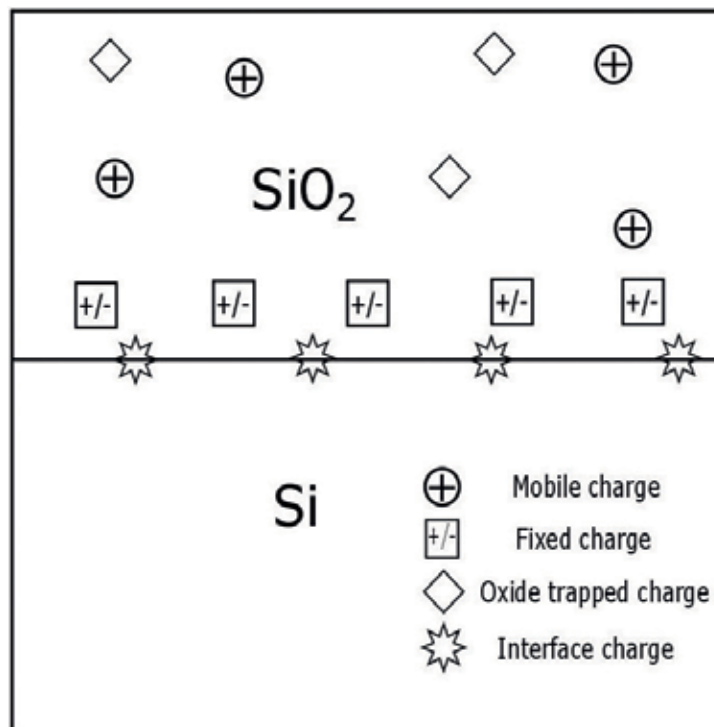 SiO₂
+/- +/- +/- +/- +/-
Si
Mobile charge
+/- Fixed charge
Oxide trapped charge
Interface charge